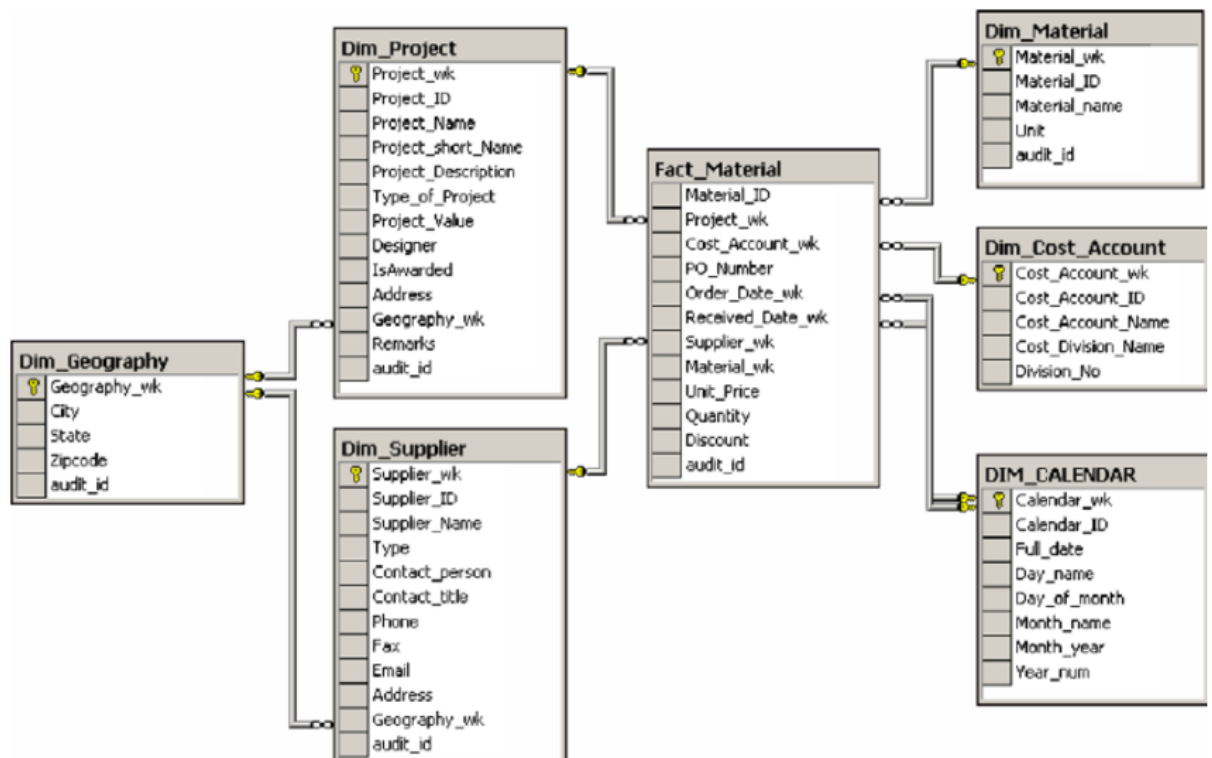 Dim_Project
Project_wk
Project_ID
Project_Name
Project_short_Name
Project_Description
Type_of_Project
Project_Value
Designer
IsAwarded
Address
Geography_wk
Remarks
audit_id
Dim_Material
Material_wk
Material_ID
Material_name
Unit
audit_id
Fact_Material
Material_ID
Project_wk
Cost_Account_wk
PO_Number
Order_Date_wk
Received_Date_wk
Supplier_wk
Material_wk
Unit_Price
Quantity
Discount
audit_id
Dim_Cost_Account
Cost_Account_wk
Cost_Account_ID
Cost_Account_Name
Cost_Division_Name
Division_No
Dim_Geography
Geography_wk
City
State
Zipcode
audit_id
Dim_Supplier
Supplier_wk
Supplier_ID
Supplier_Name
Type
Contact_person
Contact_title
Phone
Fax
Email
Address
Geography_wk
audit_id
DIM_CALENDAR
Calendar_wk
Calendar_ID
Full_date
Day_name
Day_of_month
Month_name
Month_year
Year_num